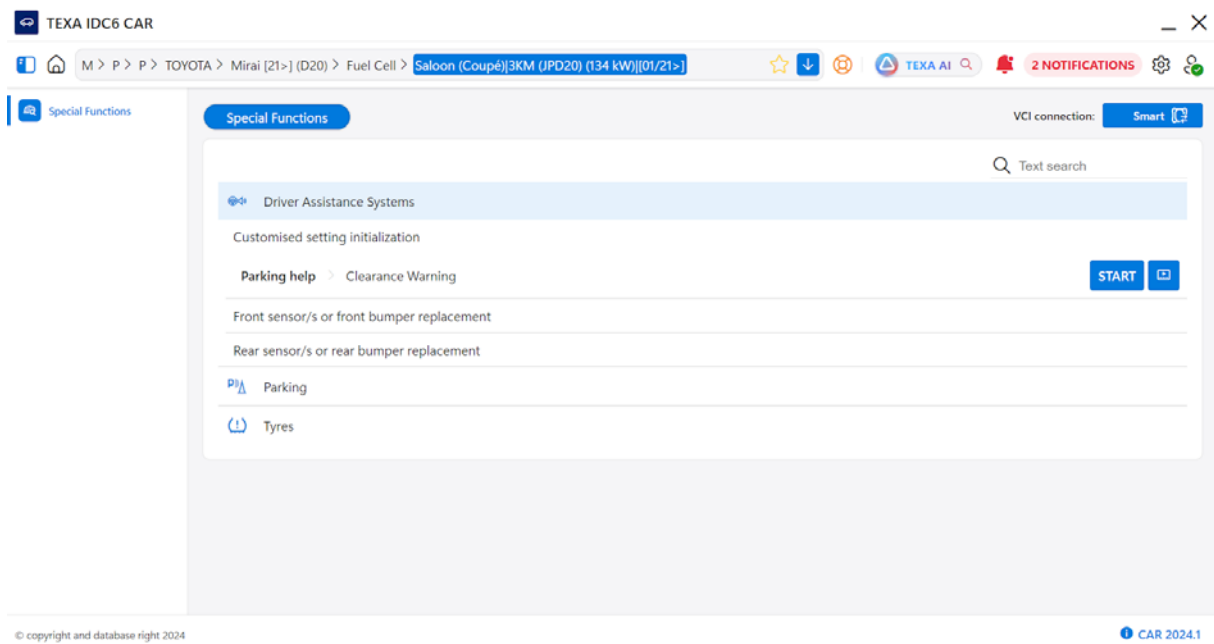 TEXA IDC6 CAR
M > P > P > TOYOTA > Mirai [21>] (D20) > Fuel Cell > Saloon (Coupé)|3KM (JPD20) (134 kW)|[01/21>]
TEXA AI
2 NOTIFICATIONS
Special Functions
Special Functions
VCI connection:
Smart
Text search
Driver Assistance Systems
Customised setting initialization
Parking help > Clearance Warning
START
Front sensor/s or front bumper replacement
Rear sensor/s or rear bumper replacement
Parking
Tyres
© copyright and database right 2024
CAR 2024.1